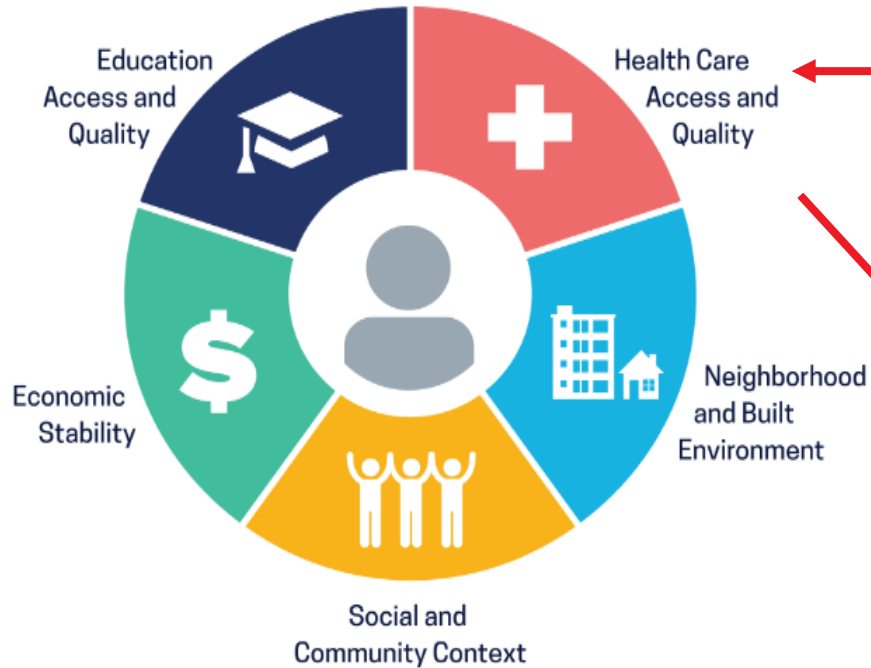 Education
Access and
Quality
Health Care
Access and
Quality
$
Economic
Stability
Neighborhood
and Built
Environment
Social and
Community Context